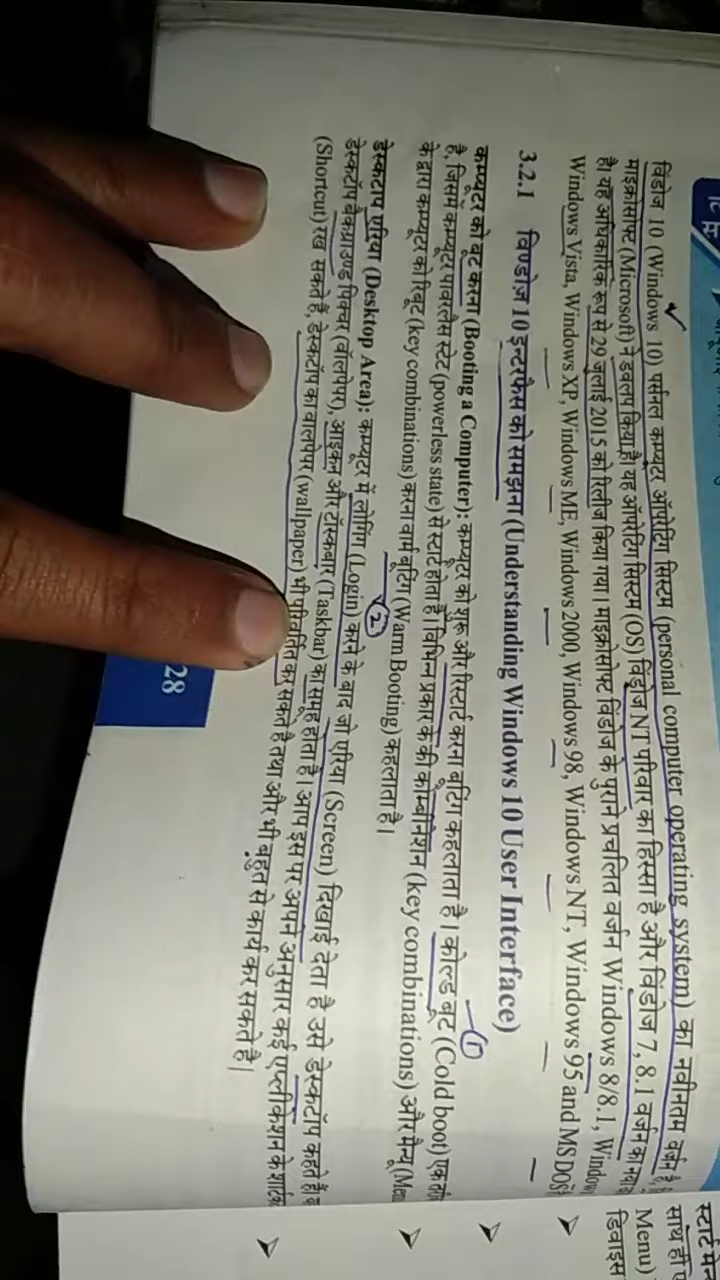 विंडोज 10 (Windows 10) पर्सनल कम्प्यूटर ऑपरेटिंग सिस्टम (personal computer operating system) का नवीनतम वर्जन है,
माइक्रोसॉफ्ट (Microsoft) ने डेवलप किया है। यह ऑपरेटिंग सिस्टम (OS) विंडोज NT परिवार का हिस्सा है और विंडोज 7, 8.1 वर्जन का
है। यह अधिकारिक रूप से 29 जुलाई 2015 को रिलीज किया गया। माइक्रोसॉफ्ट विंडोज के पुराने प्रचलित वर्जन Windows 8/8.1,
Windows Vista, Windows XP, Windows ME, Windows 2000, Windows 98, Windows NT, Windows 95 and MS DOS
3.2.1 विण्डोज़ 10 इन्टरफैस को समझना (Understanding Windows 10 User Interface)
कम्प्यूटर को बूट करना (Booting a Computer): कम्प्यूटर को शुरू और रिस्टार्ट करना बूटिंग कहलाता है। कोल्ड बूट (Cold boot) एक
है, जिसमें कम्प्यूटर पावरलैस स्टेट (powerless state) से स्टार्ट होता है। विभिन्न प्रकार के की कॉम्बीनेशन (key combinations) और मैन्यू
के द्वारा कम्प्यूटर को रिबूट (key combinations) करना वार्म बूटिंग (Warm Booting) कहलाता है।
डेस्कटाप एरिया (Desktop Area): कम्प्यूटर में लोगिंग (Login) करने के बाद जो एरिया (Screen) दिखाई देता है उसे डेस्कटॉप कहते हैं।
डेस्कटॉप बैकग्राउण्ड पिक्चर (वॉलपेपर), आइकन और टॉस्कबार (Taskbar) का समूह होता है। आप इस पर अपने अनुसार कई एप्लीकेशन के
(Shortcut) रख सकते हैं, डेस्कटॉप का वालपेपर (wallpaper) भी परिवर्तित कर सकते है तथा और भी बहुत से कार्य कर सकते है।
1
2
28
Menu)
डिवाइस